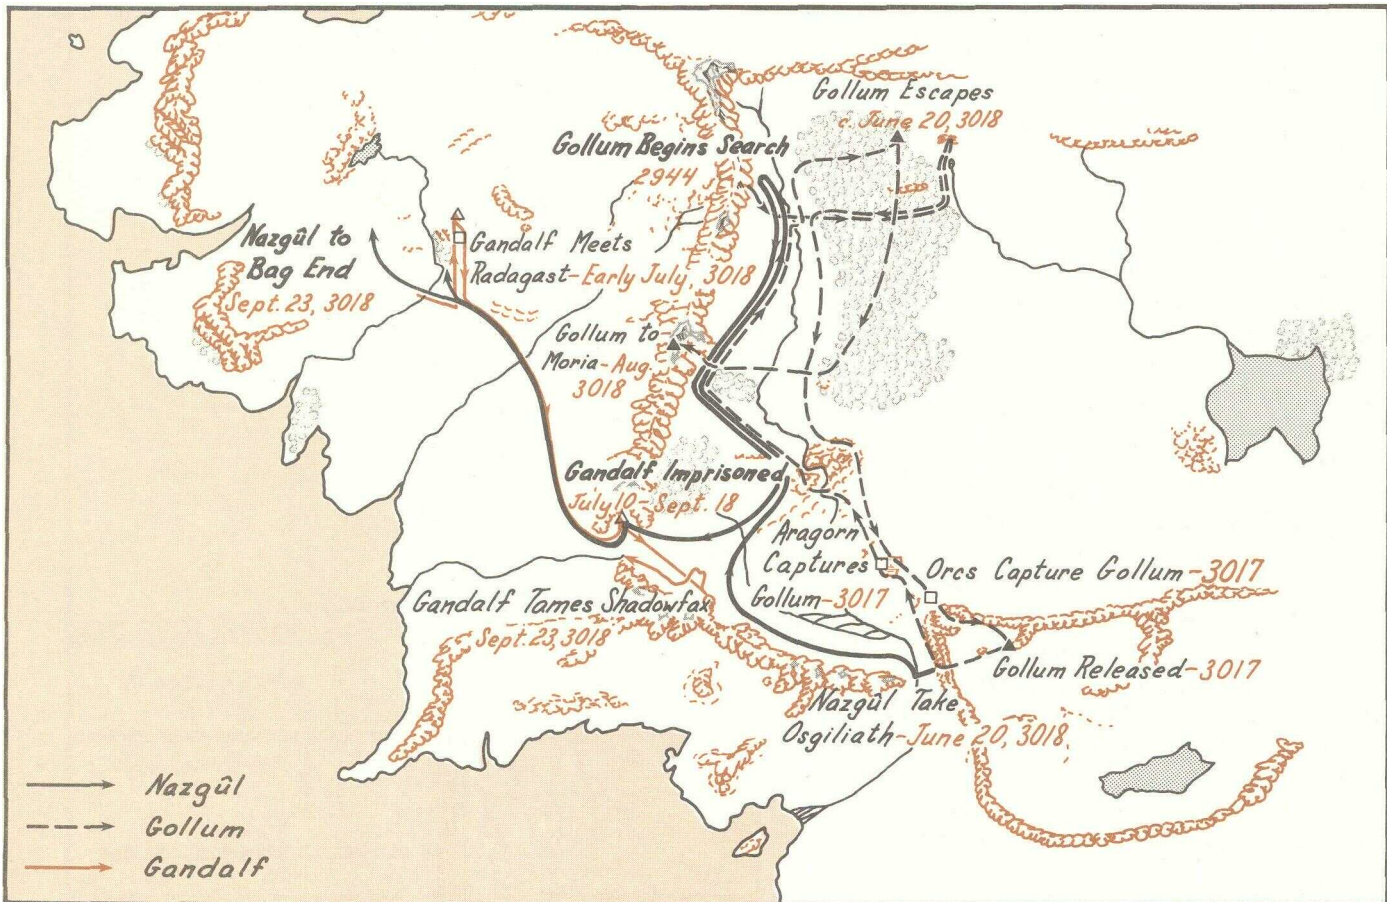 Gollum Escapes
c. June 20, 3018
Gollum Begins Search
2944
Nazgûl to
Bag End
Sept. 23, 3018
Gandalf Meets
Radagast-Early July, 3018
Gollum to
Moria-Aug.
3018
Gandalf Imprisoned
July 10-Sept. 18
Aragorn
Captures
Gollum-3017
Orcs Capture Gollum-3017
Gandalf Tames Shadowfax
Sept. 23, 3018
Gollum Released-3017
Nazgûl Take
Osgiliath-June 20, 3018
Nazgûl
Gollum
Gandalf